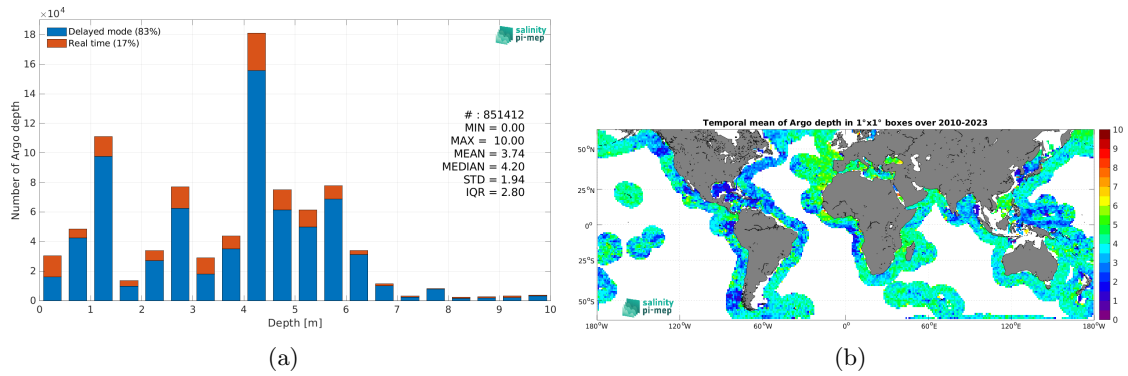 ×10⁴
Delayed mode (83%)
Real time (17%)
salinity
pi-mep
# : 851412
MIN = 0.00
MAX = 10.00
MEAN = 3.74
MEDIAN = 4.20
STD = 1.94
IQR = 2.80
Number of Argo depth
18
16
14
12
10
8
6
4
2
0
0 1 2 3 4 5 6 7 8 9 10
Depth [m]
(a)
Temporal mean of Argo depth in 1°x1° boxes over 2010-2023
50°N
25°N
0°
25°S
50°S
salinity
pi-mep
180°W 120°W 60°W 0° 60°E 120°E 180°W
10
9
8
7
6
5
4
3
2
1
0
(b)